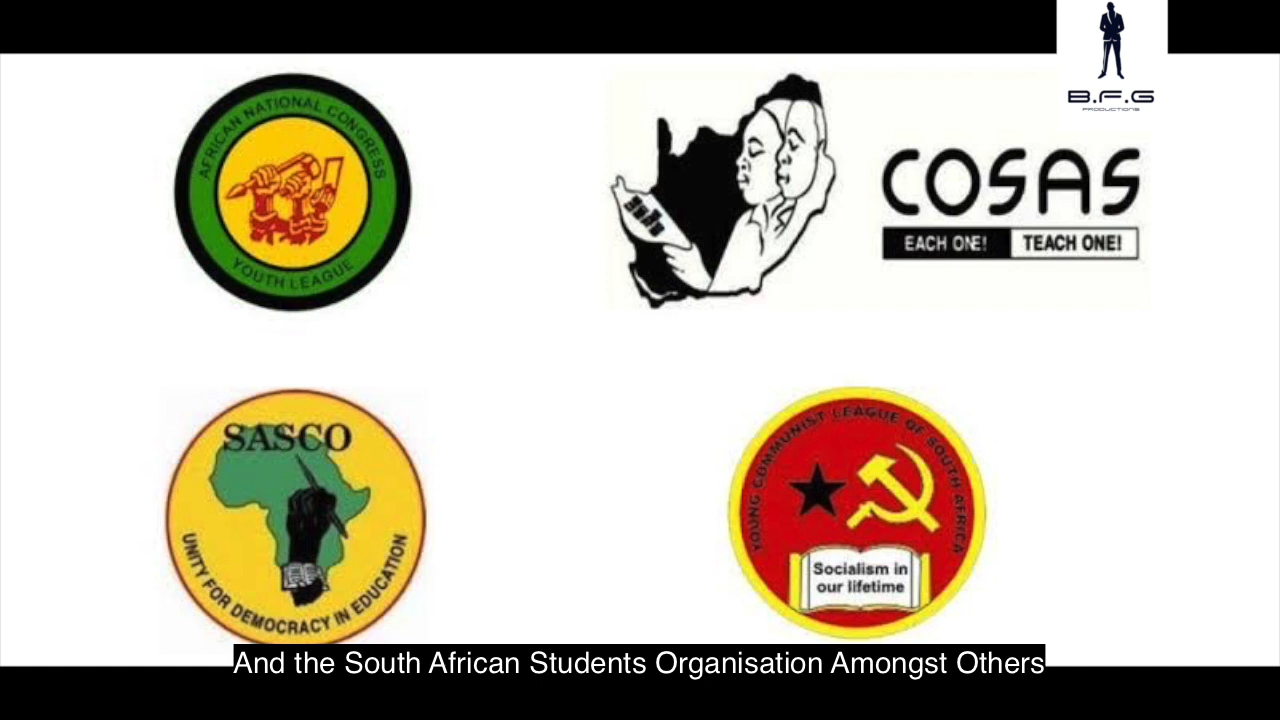 B.F.G
PRODUCTIONS
AFRICAN NATIONAL CONGRESS
YOUTH LEAGUE
COSAS
EACH ONE! TEACH ONE!
SASCO
UNITY FOR DEMOCRACY IN EDUCATION
YOUNG COMMUNIST LEAGUE OF SOUTH AFRICA
Socialism in
our lifetime
And the South African Students Organisation Amongst Others